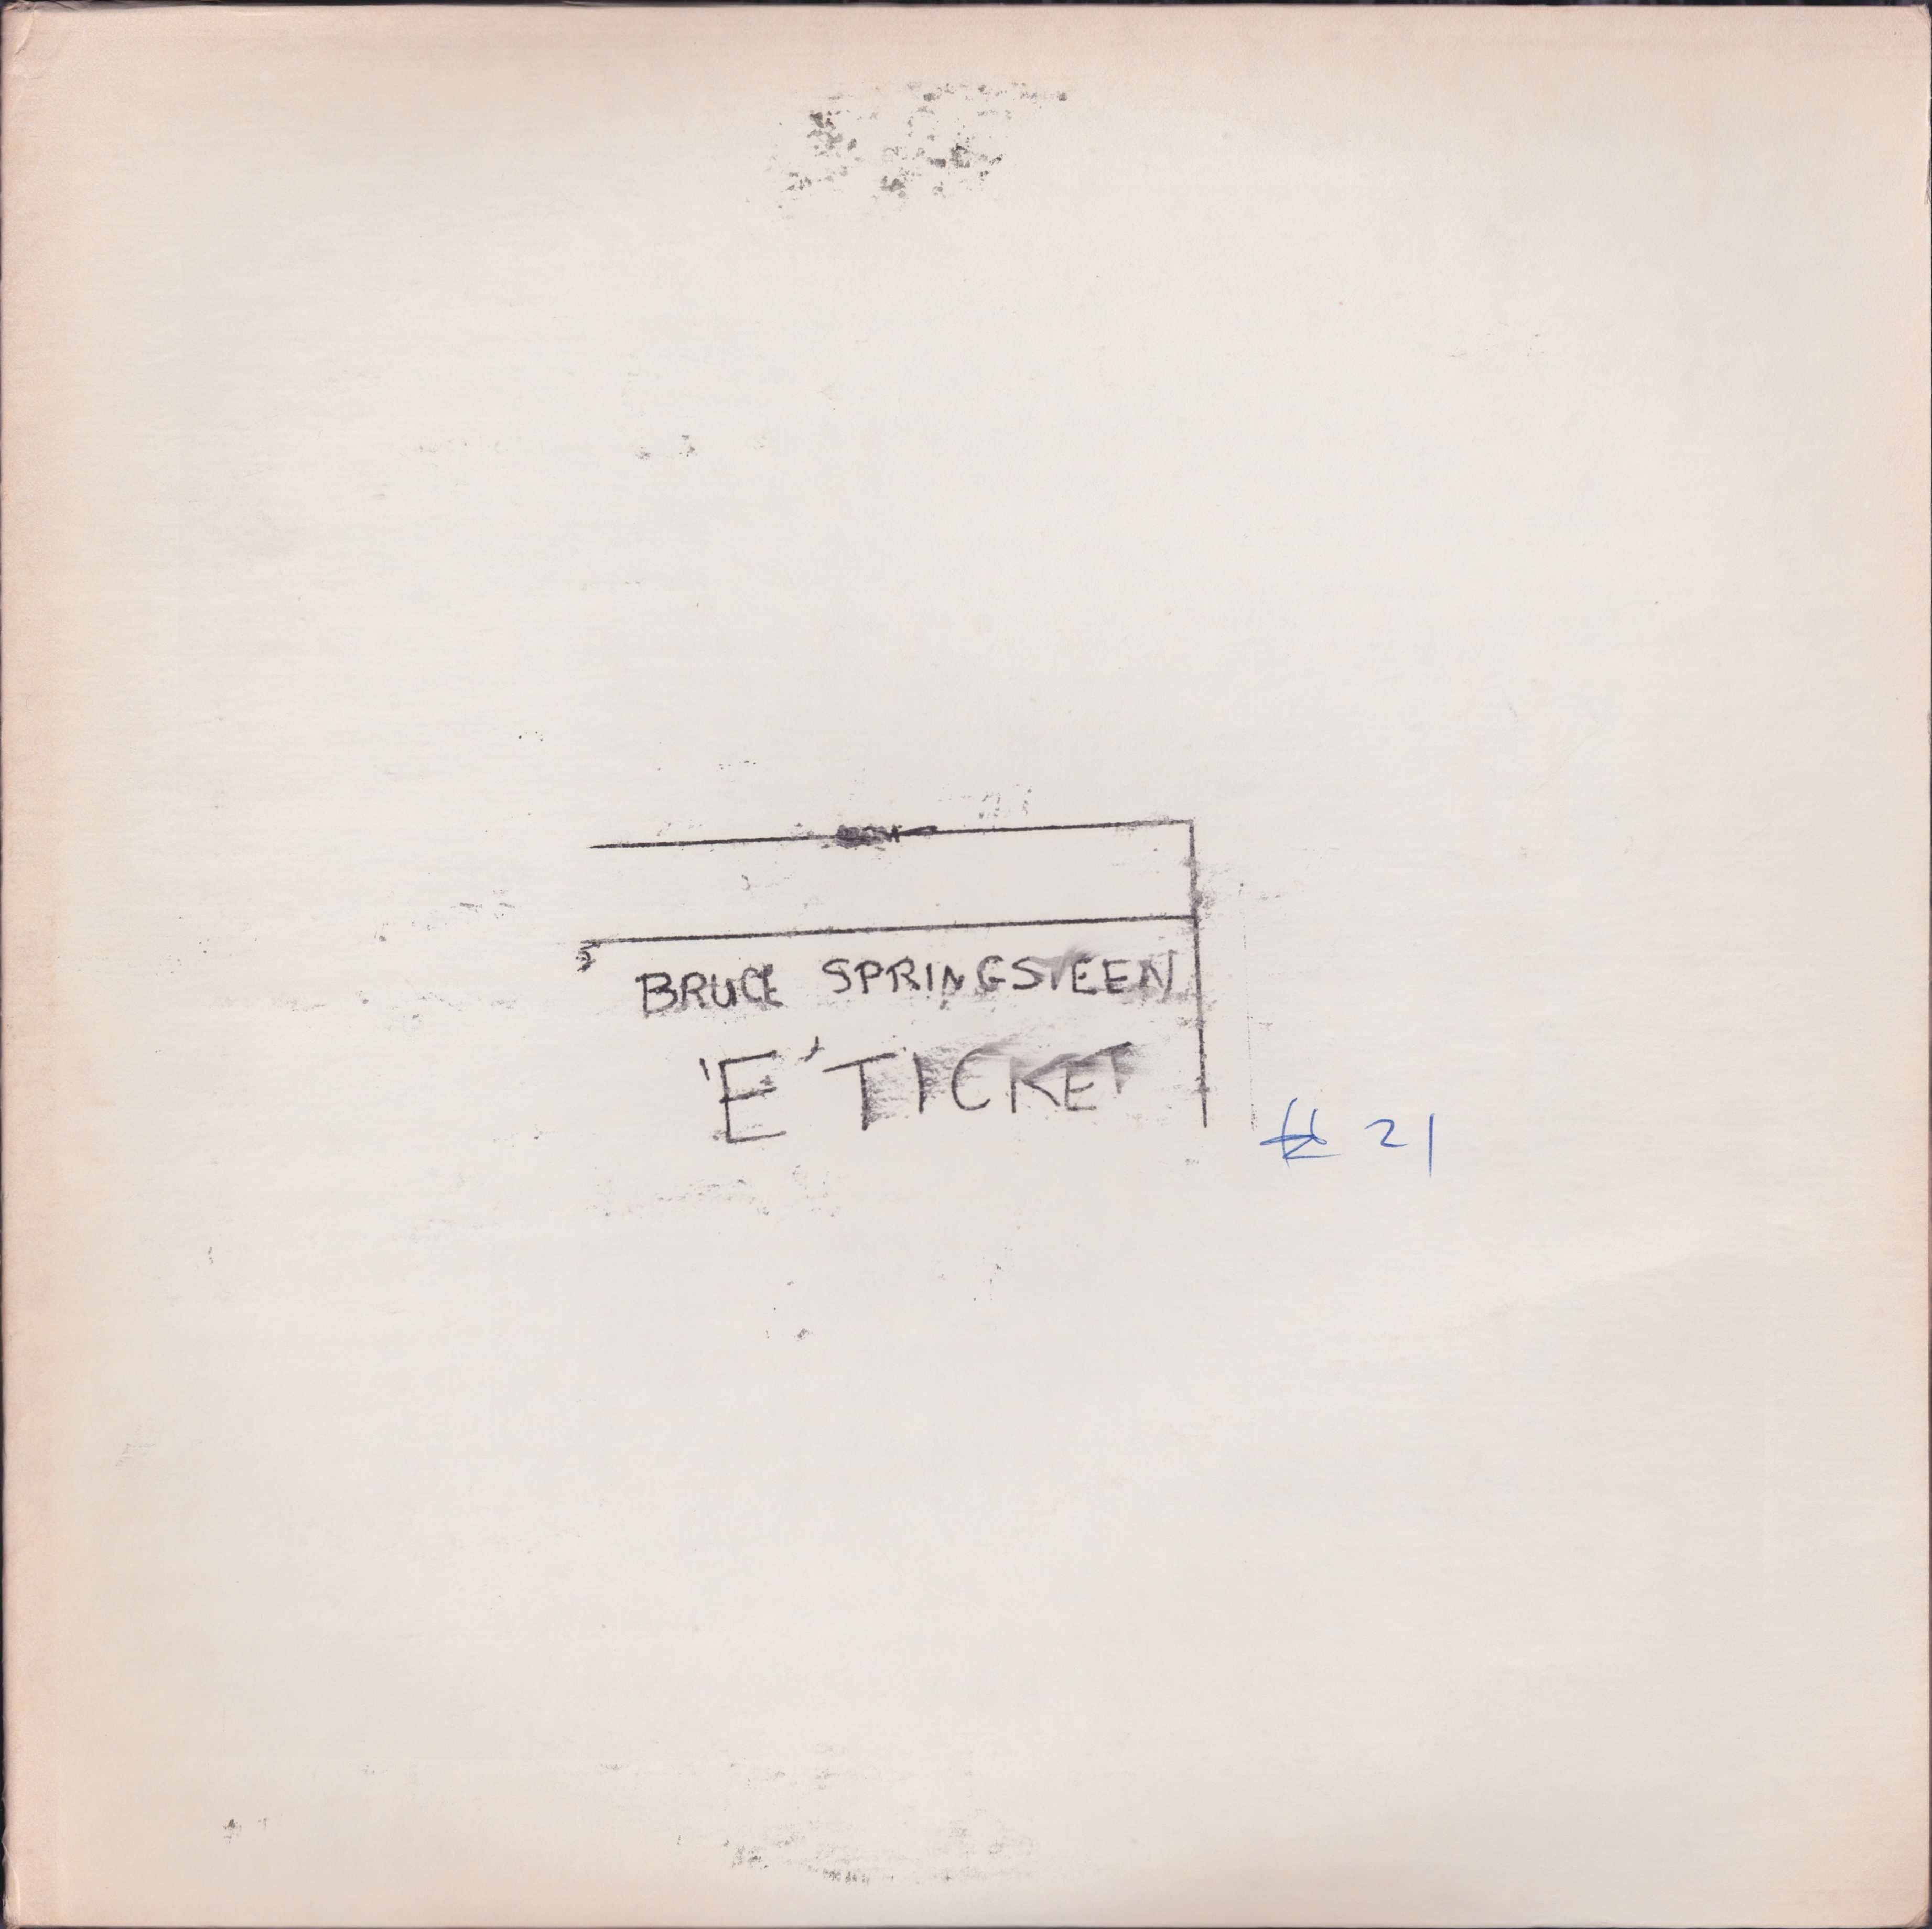 BRUCE SPRINGSTEEN
'E' TICKET
# 21